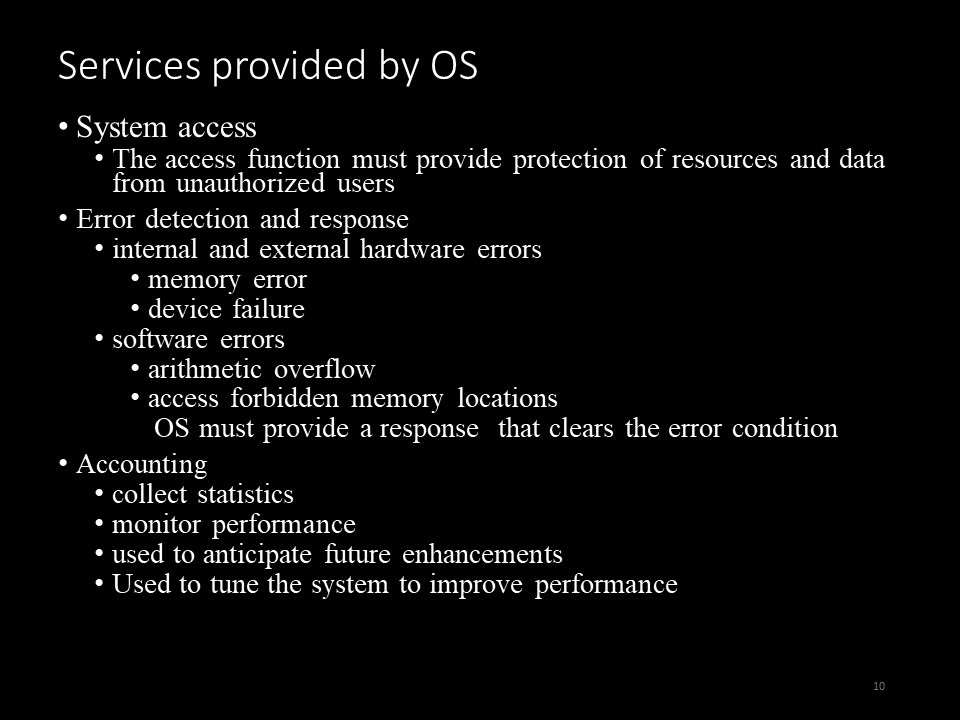 Services provided by OS
• System access
• The access function must provide protection of resources and data
from unauthorized users
• Error detection and response
• internal and external hardware errors
• memory error
• device failure
• software errors
• arithmetic overflow
• access forbidden memory locations
OS must provide a response that clears the error condition
• Accounting
• collect statistics
• monitor performance
• used to anticipate future enhancements
• Used to tune the system to improve performance
10